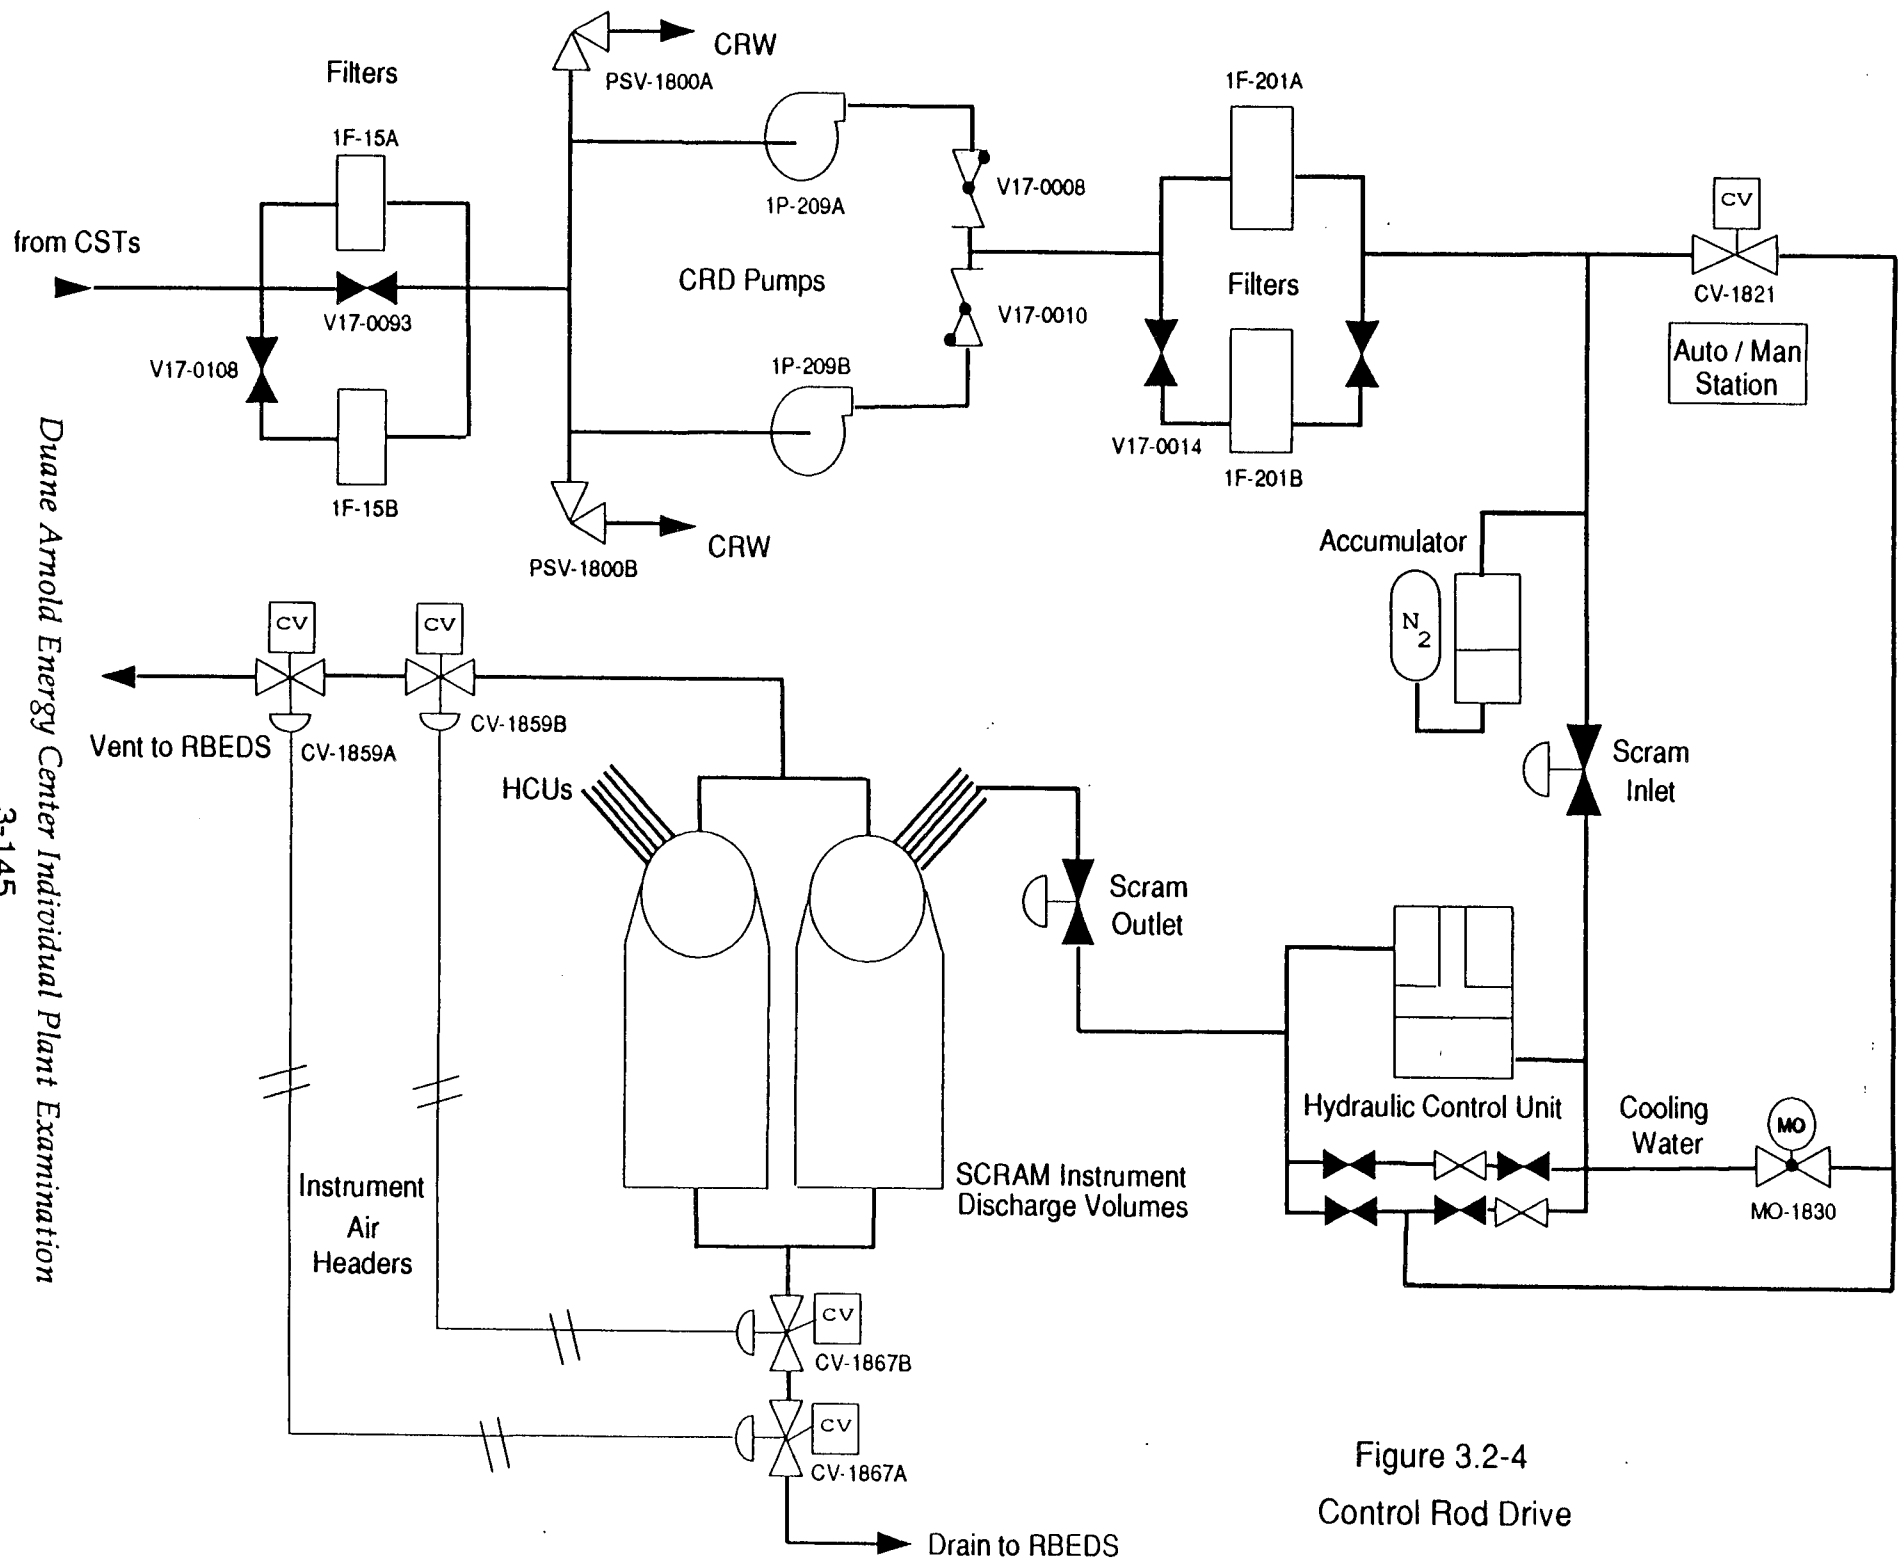 Filters
1F-15A
from CSTs
V17-0093
V17-0108
1F-15B
CRW
PSV-1800A
1P-209A
CRD Pumps
1P-209B
V17-0008
V17-0010
CRW
PSV-1800B
1F-201A
Filters
V17-0014
1F-201B
CV
CV-1821
Auto / Man
Station
Accumulator
N2
Scram
Inlet
CV
CV
Vent to RBEDS
CV-1859A
CV-1859B
HCUs
Scram
Outlet
Hydraulic Control Unit
Cooling
Water
MO
MO-1830
SCRAM Instrument
Discharge Volumes
Instrument
Air
Headers
CV
CV-1867B
CV
CV-1867A
Drain to RBEDS
Figure 3.2-4
Control Rod Drive
Duane Arnold Energy Center Individual Plant Examination
3-145